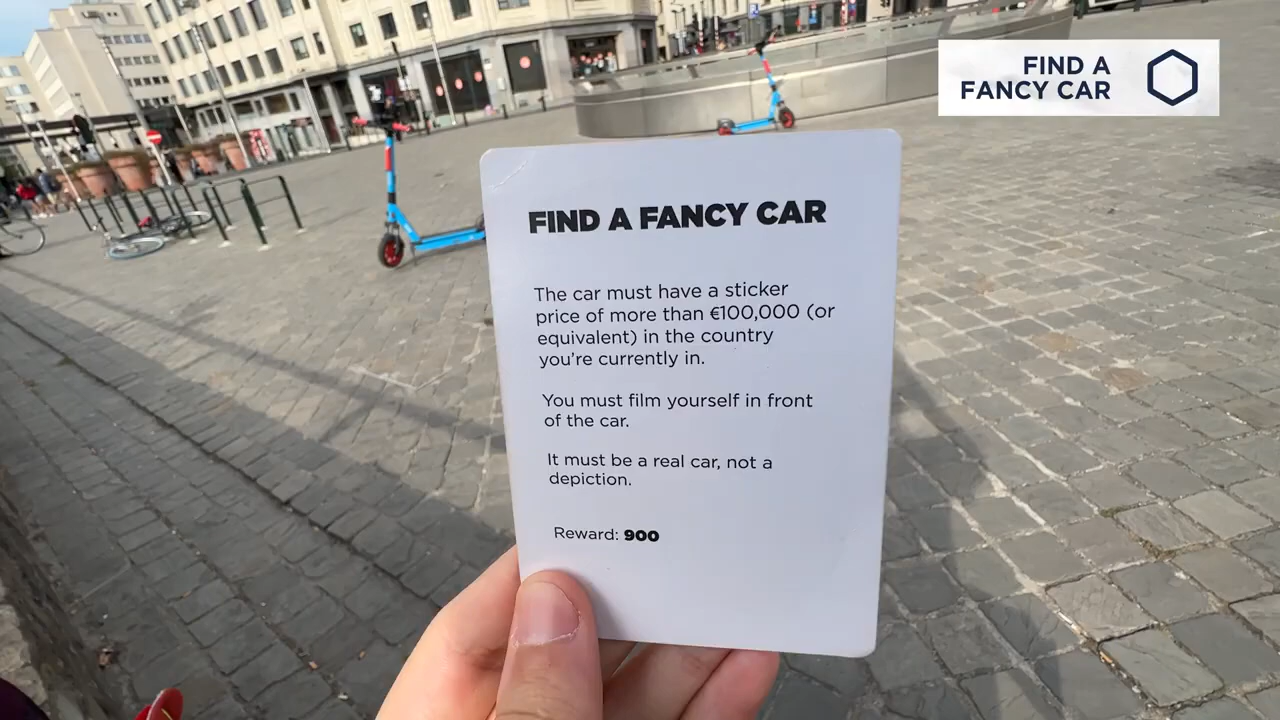 FIND A
FANCY CAR
FIND A FANCY CAR
The car must have a sticker
price of more than €100,000 (or
equivalent) in the country
you're currently in.
You must film yourself in front
of the car.
It must be a real car, not a
depiction.
Reward: 900